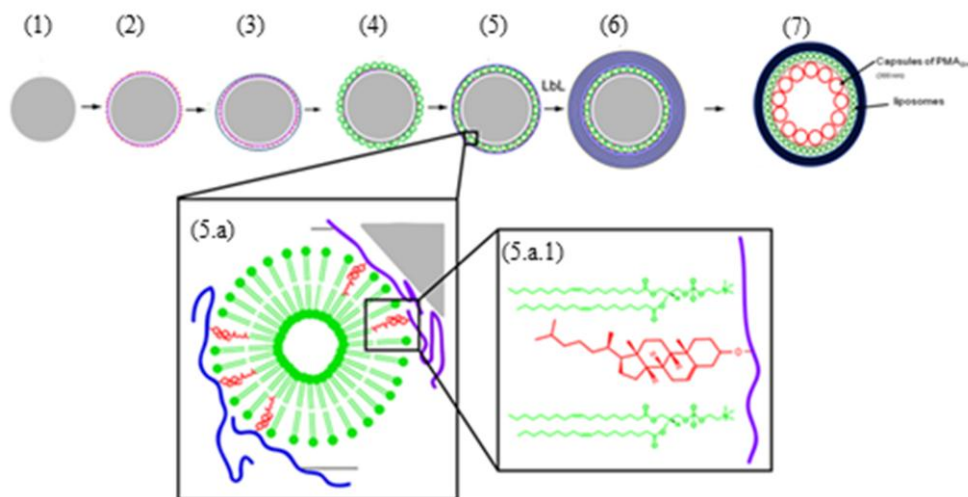 (1)
(2)
(3)
(4)
(5)
(6)
(7)
LbL
Capsules of PMA
liposomes
(5.a)
(5.a.1)